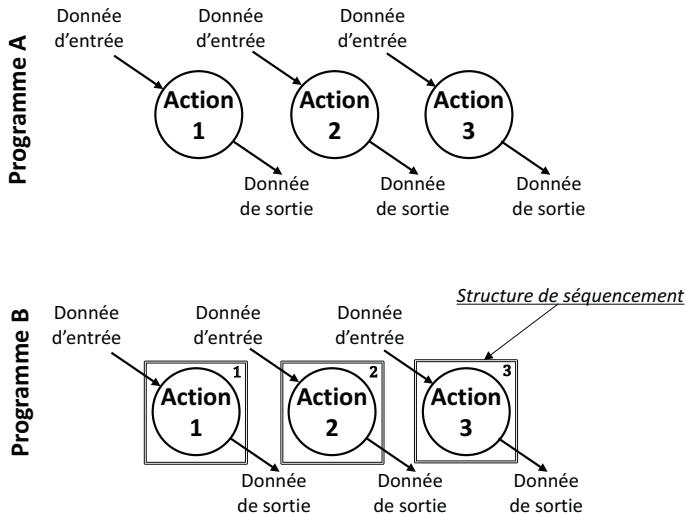 Programme A
Donnée
d’entrée
Donnée
d’entrée
Donnée
d’entrée
Action
1
Action
2
Action
3
Donnée
de sortie
Donnée
de sortie
Donnée
de sortie
Programme B
Structure de séquencement
Donnée
d’entrée
Donnée
d’entrée
Donnée
d’entrée
1
Action
1
2
Action
2
3
Action
3
Donnée
de sortie
Donnée
de sortie
Donnée
de sortie